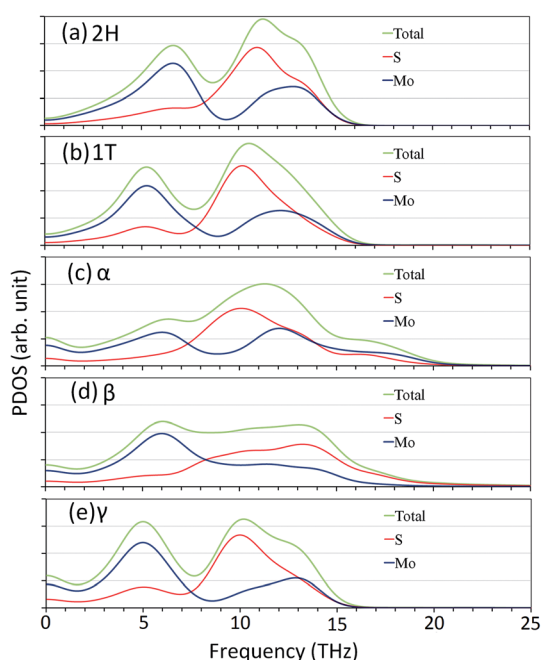 (a) 2H
Total
S
Mo
(b) 1T
Total
S
Mo
(c) α
Total
S
Mo
(d) β
Total
S
Mo
(e) γ
Total
S
Mo
PDOS (arb. unit)
0 5 10 15 20 25
Frequency (THz)